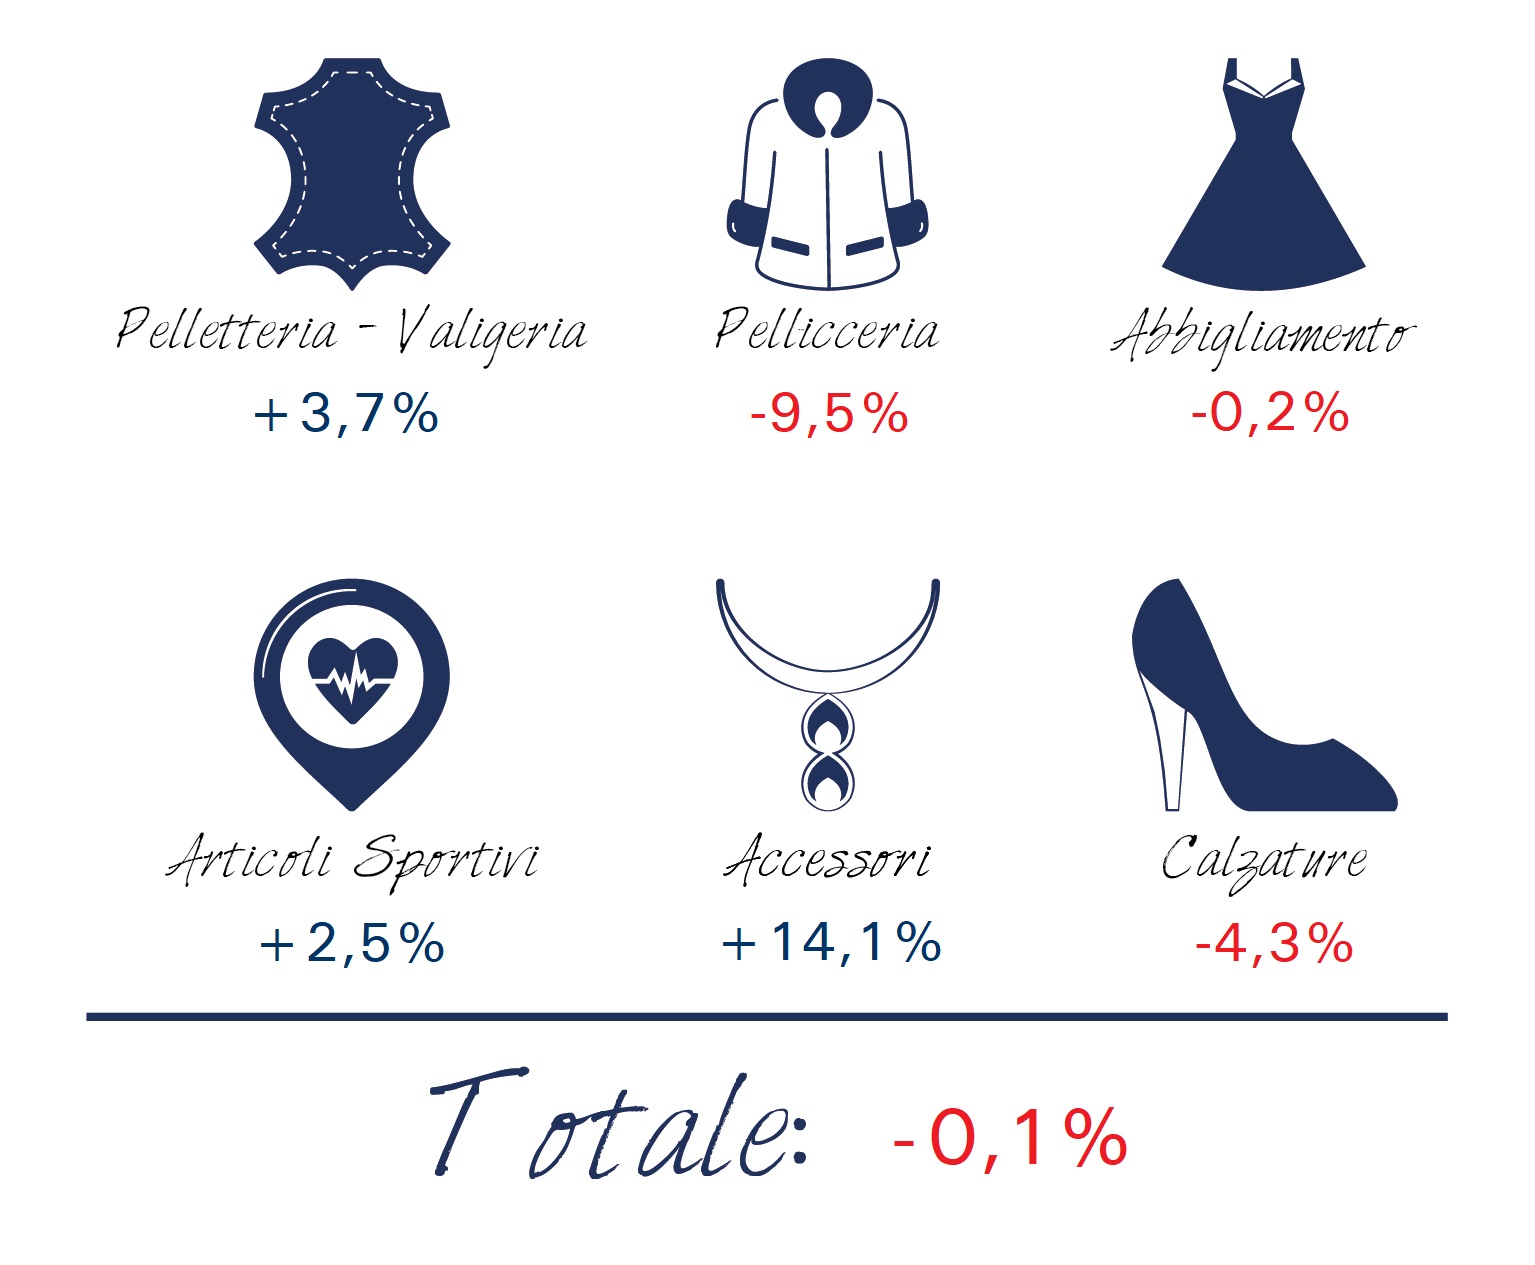 Pelletteria - Valigeria
+3,7%
Pellicceria
-9,5%
Abbigliamento
-0,2%
Articoli Sportivi
+2,5%
Accessori
+14,1%
Calzature
-4,3%
Totale: -0,1%